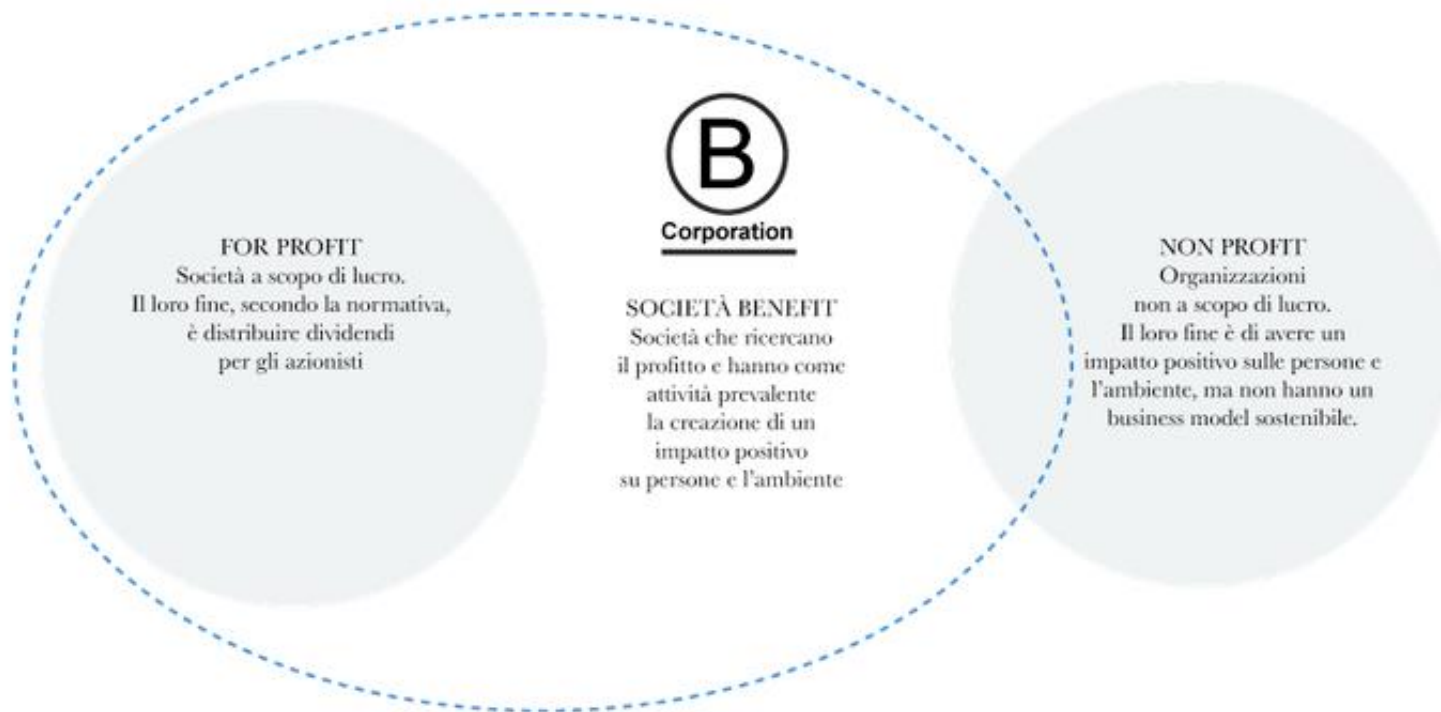 FOR PROFIT
Società a scopo di lucro.
Il loro fine, secondo la normativa,
è distribuire dividendi
per gli azionisti
B
Corporation
SOCIETÀ BENEFIT
Società che ricercano
il profitto e hanno come
attività prevalente
la creazione di un
impatto positivo
su persone e l'ambiente
NON PROFIT
Organizzazioni
non a scopo di lucro.
Il loro fine è di avere un
impatto positivo sulle persone e
l'ambiente, ma non hanno un
business model sostenibile.